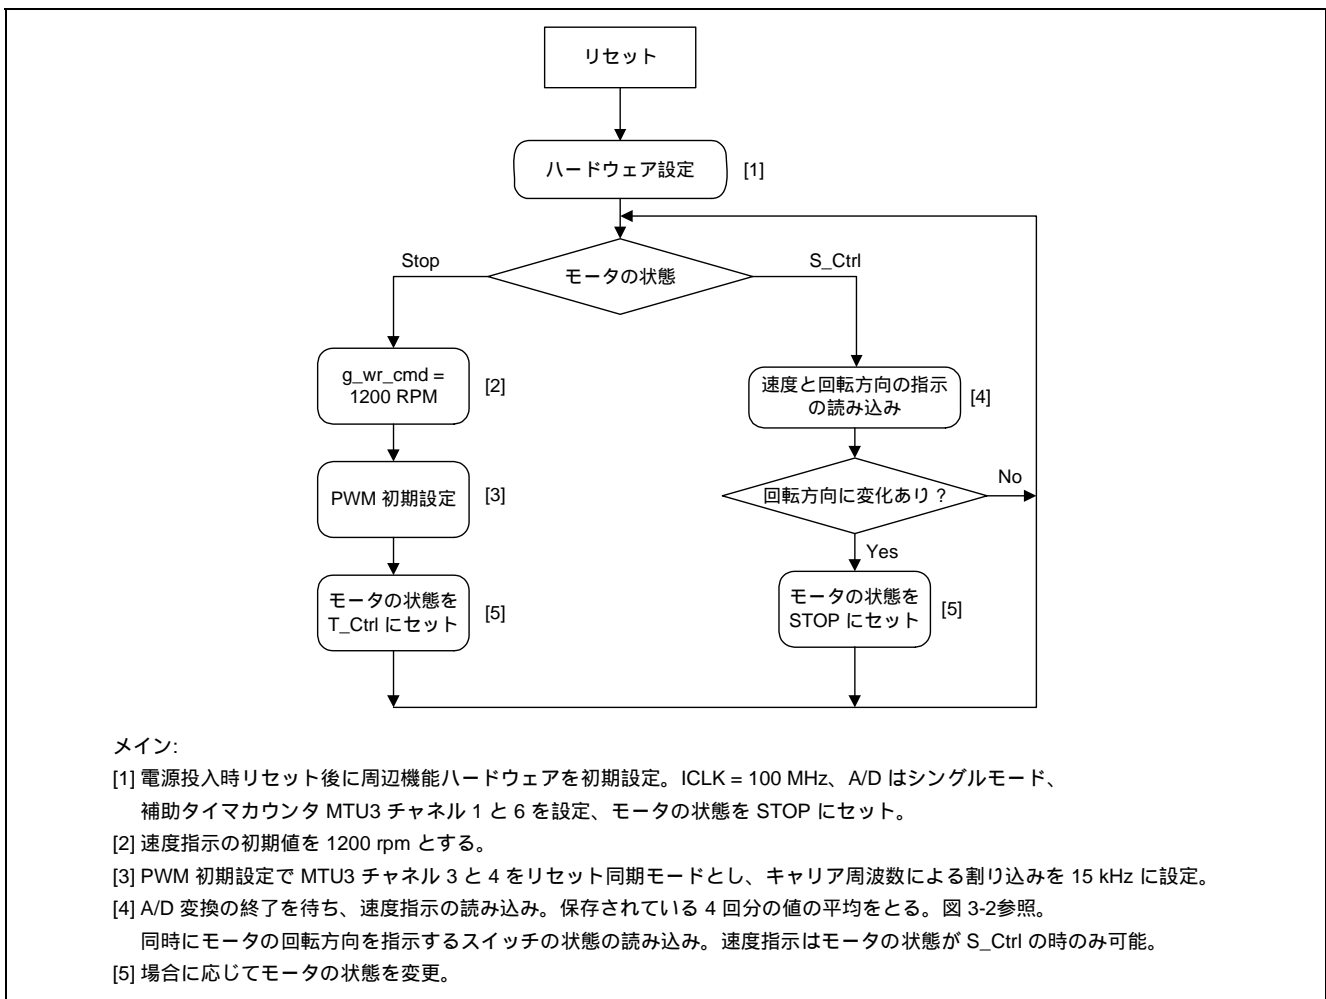 リセット
ハードウェア設定
[1]
Stop
モータの状態
S_Ctrl
g_wr_cmd =
1200 RPM
[2]
速度と回転方向の指示
の読み込み
[4]
PWM 初期設定
[3]
回転方向に変化あり ?
No
Yes
モータの状態を
T_Ctrl にセット
[5]
モータの状態を
STOP にセット
[5]
メイン:
[1] 電源投入時リセット後に周辺機能ハードウェアを初期設定。ICLK = 100 MHz、A/D はシングルモード、
補助タイマカウンタ MTU3 チャネル 1 と 6 を設定、モータの状態を STOP にセット。
[2] 速度指示の初期値を 1200 rpm とする。
[3] PWM 初期設定で MTU3 チャネル 3 と 4 をリセット同期モードとし、キャリア周波数による割り込みを 15 kHz に設定。
[4] A/D 変換の終了を待ち、速度指示の読み込み。保存されている 4 回分の値の平均をとる。図 3-2参照。
同時にモータの回転方向を指示するスイッチの状態の読み込み。速度指示はモータの状態が S_Ctrl の時のみ可能。
[5] 場合に応じてモータの状態を変更。